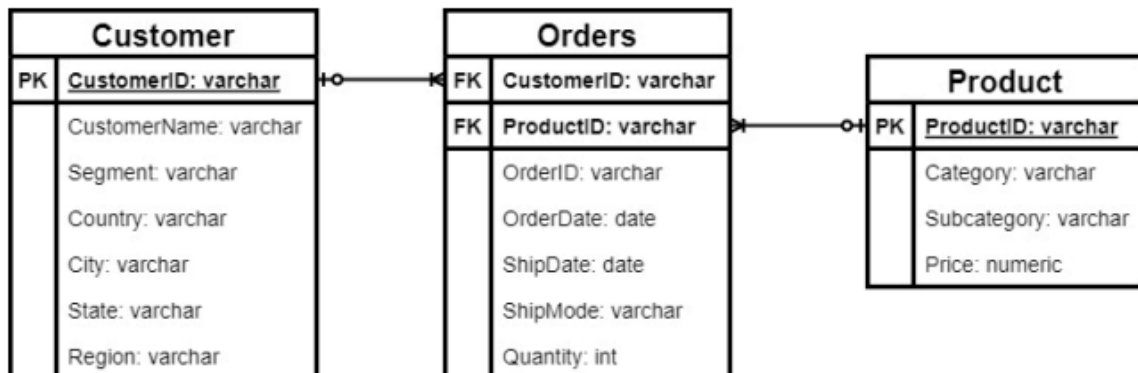 Customer
PK CustomerID: varchar
CustomerName: varchar
Segment: varchar
Country: varchar
City: varchar
State: varchar
Region: varchar
Orders
FK CustomerID: varchar
FK ProductID: varchar
OrderID: varchar
OrderDate: date
ShipDate: date
ShipMode: varchar
Quantity: int
Product
PK ProductID: varchar
Category: varchar
Subcategory: varchar
Price: numeric